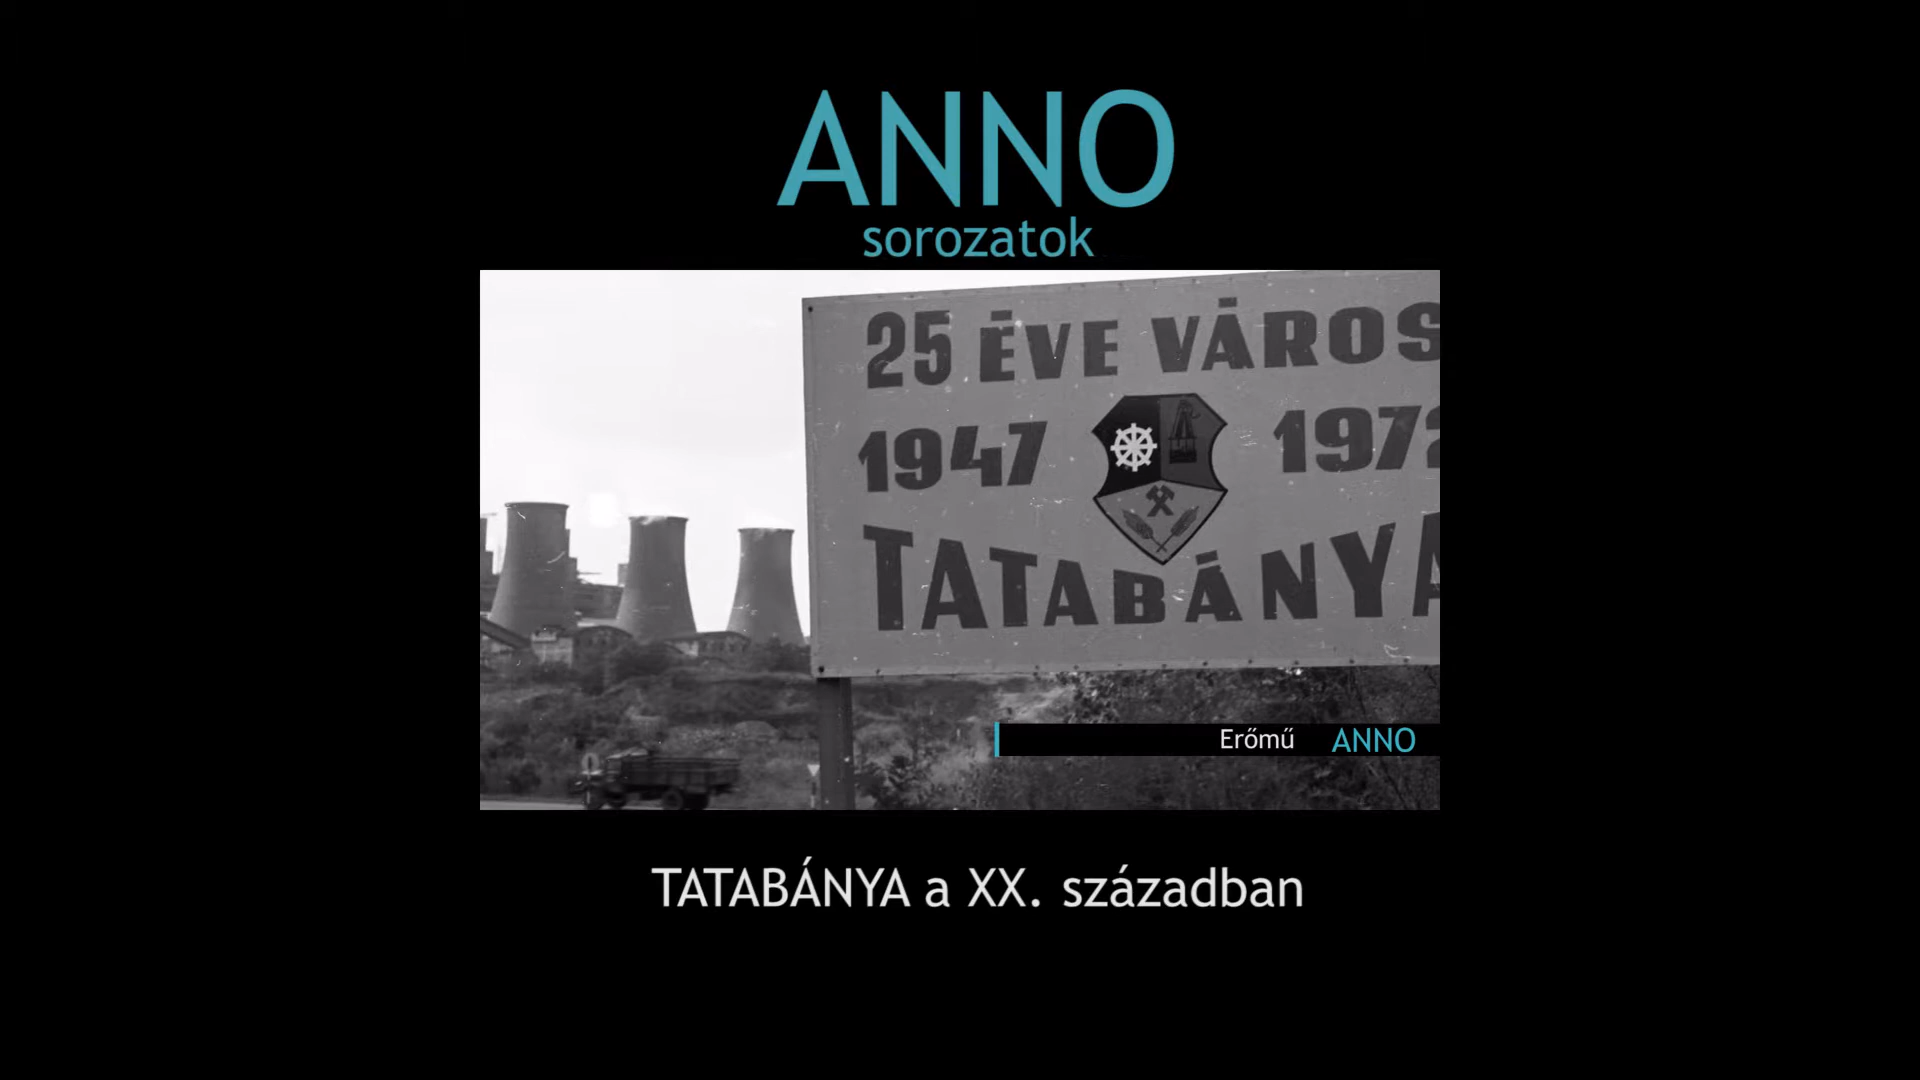 ANNO
sorozatok
25 ÉVE VÁROS
1947 1972
TATABÁNYA
Erőmű ANNO
TATABÁNYA a XX. században